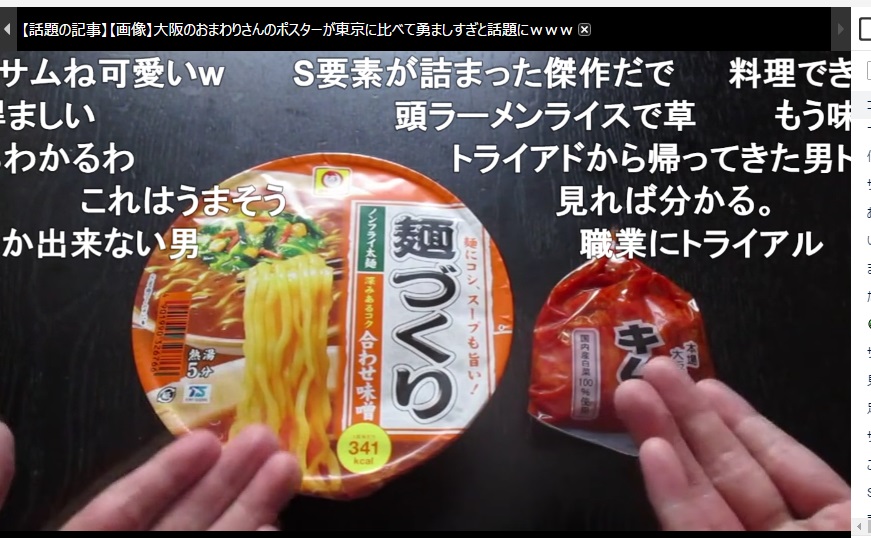 【話題の記事】【画像】大阪のおまわりさんのポスターが東京に比べて勇ましすぎと話題にｗｗｗ
サムね可愛いw
S要素が詰まった傑作だで
料理でき
ましい
頭ラーメンライスで草
もう味
わかるわ
トライアドから帰ってきた男ト
これはうまそう
見れば分かる。
か出来ない男
職業にトライアル
麺づくり
麺にコシ、スープも旨い!
ノンフライ太麺
深みあるコク
合わせ味噌
熱湯
5分
341
kcal
キ
本場
大
国内産白菜
100%使用